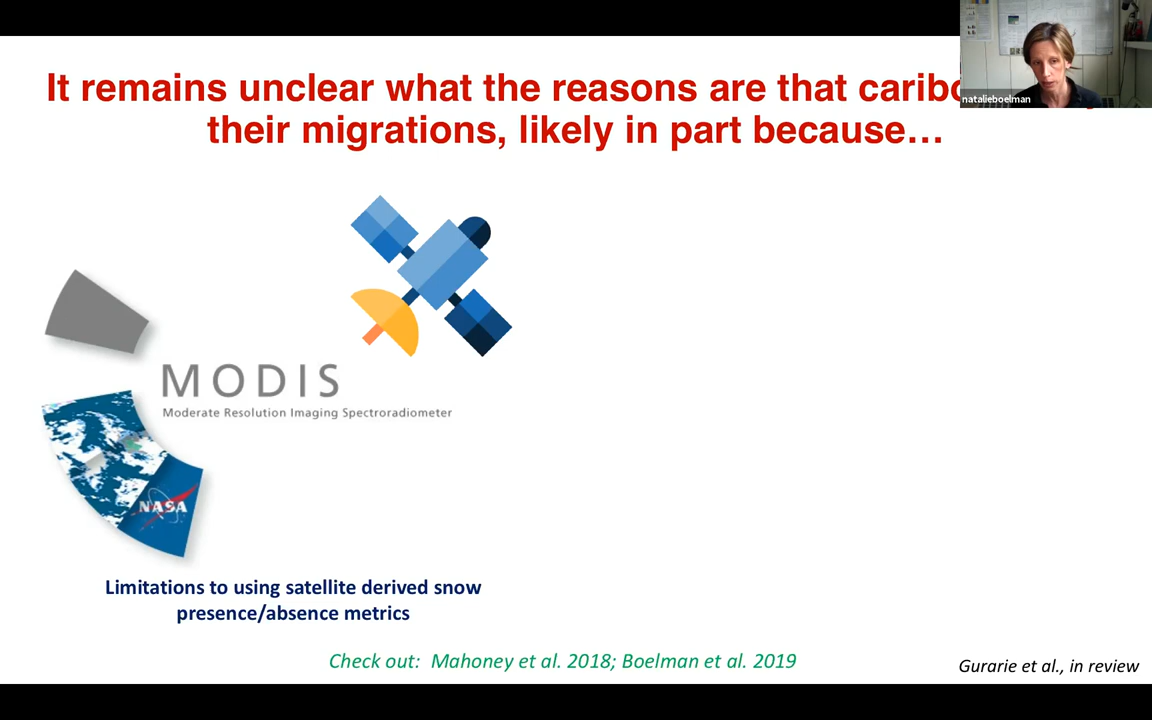 It remains unclear what the reasons are that
natalieboelman
their migrations, likely in part because…
MODIS
Moderate Resolution Imaging Spectroradiometer
NASA
Limitations to using satellite derived snow
presence/absence metrics
Check out: Mahoney et al. 2018; Boelman et al. 2019
Gurarie et al., in review